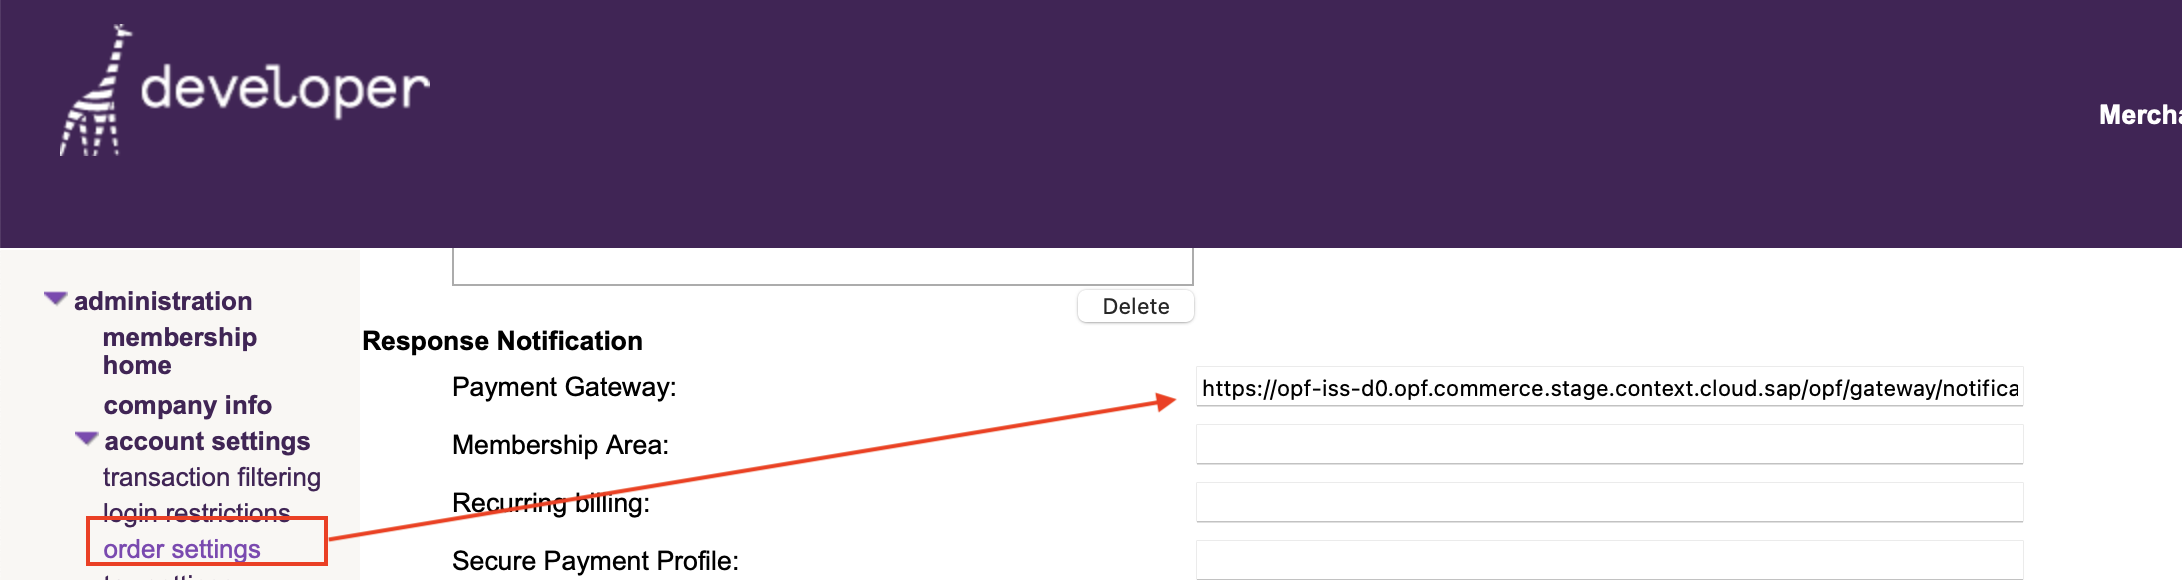 developer
Mercha
administration
membership
home
company info
account settings
transaction filtering
login restrictions
order settings
Delete
Response Notification
Payment Gateway:
https://opf-iss-d0.opf.commerce.stage.context.cloud.sap/opf/gateway/notifica
Membership Area:
Recurring billing:
Secure Payment Profile: